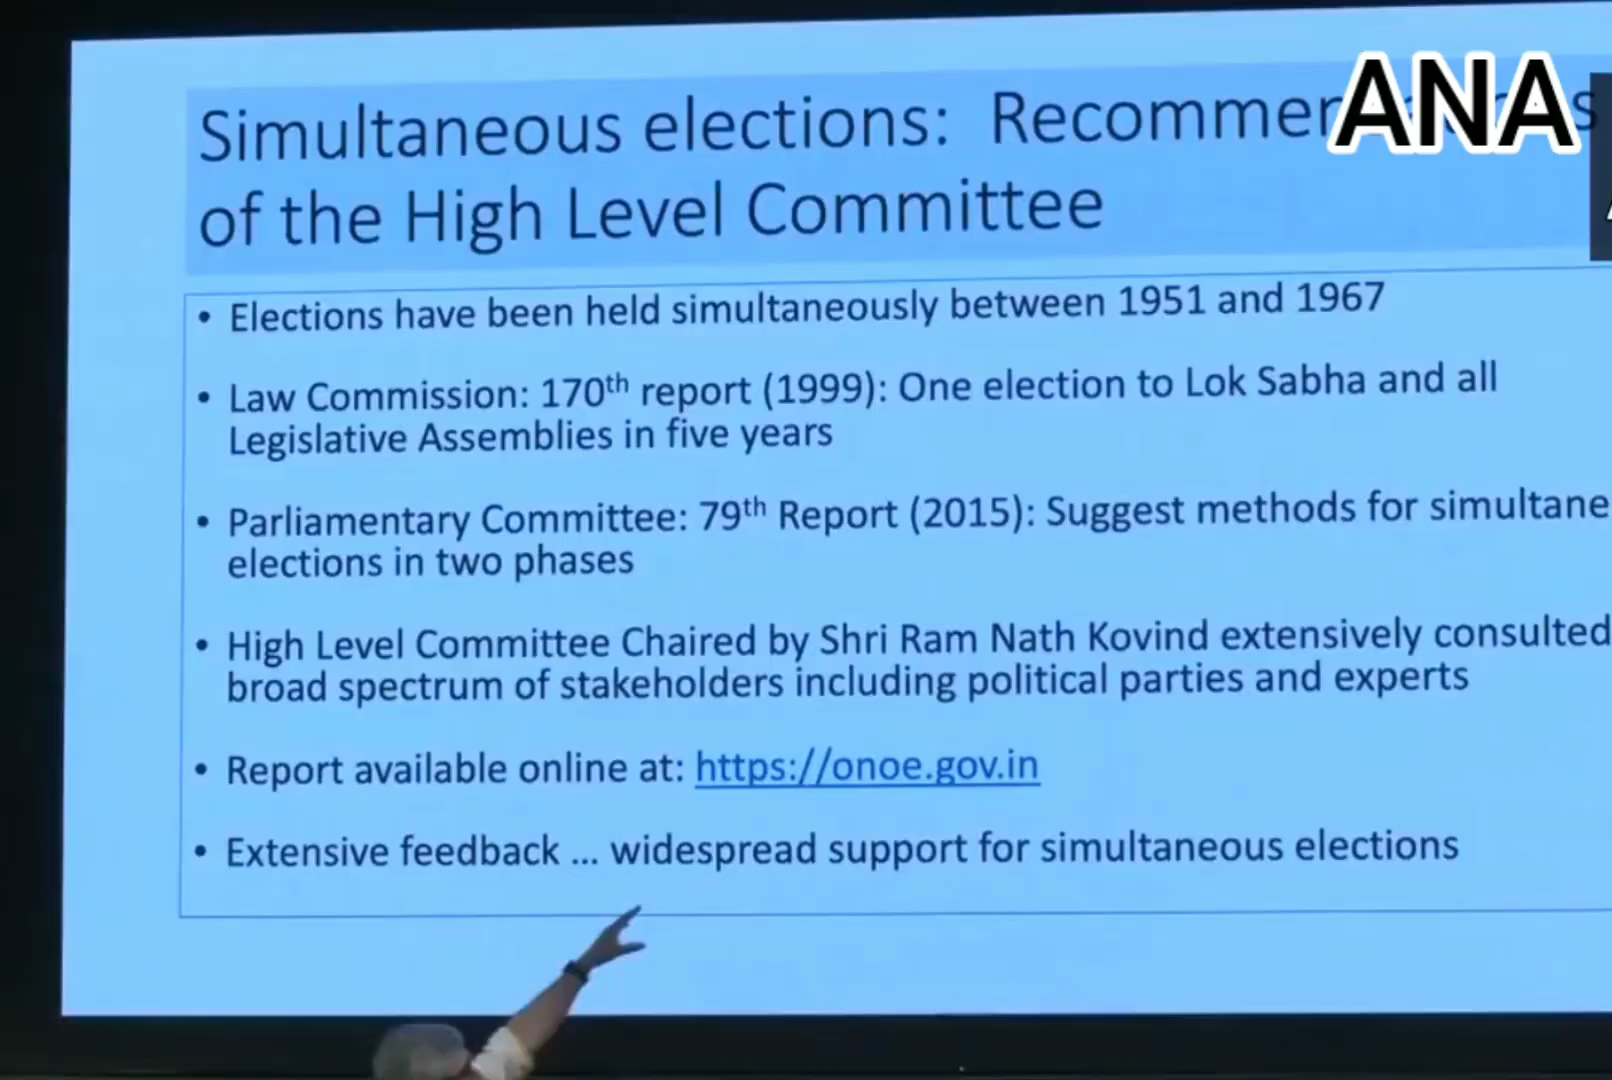 Simultaneous elections:
ANA
of the High Level Committee
• Elections have been held simultaneously between 1951 and 1967
• Law Commission: 170th report (1999): One election to Lok Sabha and all
Legislative Assemblies in five years
• Parliamentary Committee: 79th Report (2015): Suggest methods for
elections in two phases
• High Level Committee Chaired by Shri Ram Nath Kovind extensively consulted
broad spectrum of stakeholders including political parties and experts
• Report available online at: https://onoe.gov.in
• Extensive feedback ... widespread support for simultaneous elections